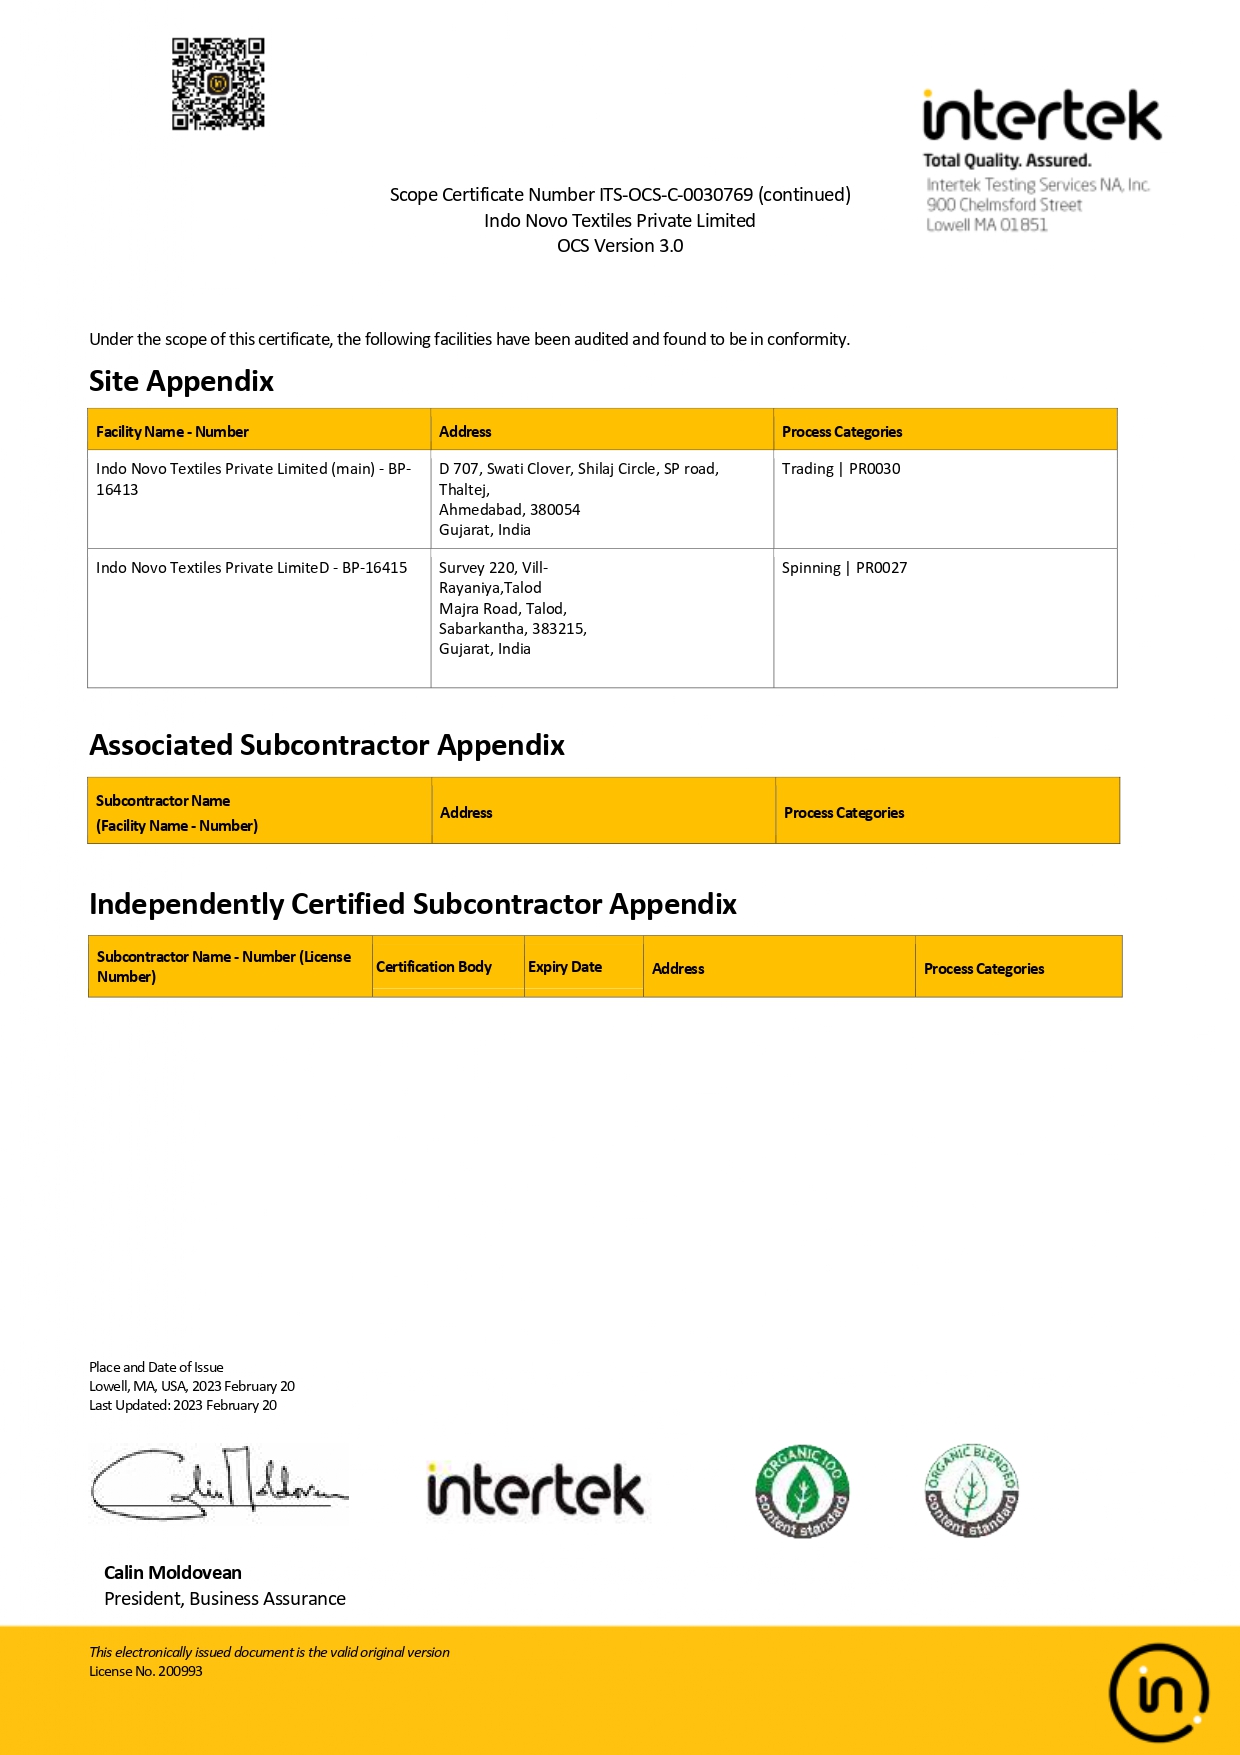 intertek
Total Quality. Assured.
Intertek Testing Services NA, Inc.
900 Chelmsford Street
Lowell MA 01851
Scope Certificate Number ITS-OCS-C-0030769 (continued)
Indo Novo Textiles Private Limited
OCS Version 3.0
Under the scope of this certificate, the following facilities have been audited and found to be in conformity.
Site Appendix
Facility Name - Number
Address
Process Categories
Indo Novo Textiles Private Limited (main) - BP-
16413
D 707, Swati Clover, Shilaj Circle, SP road,
Thaltej,
Ahmedabad, 380054
Gujarat, India
Trading | PR0030
Indo Novo Textiles Private LimiteD - BP-16415
Survey 220, Vill-
Rayaniya,Talod
Majra Road, Talod,
Sabarkantha, 383215,
Gujarat, India
Spinning | PR0027
Associated Subcontractor Appendix
Subcontractor Name
(Facility Name - Number)
Address
Process Categories
Independently Certified Subcontractor Appendix
Subcontractor Name - Number (License
Number)
Certification Body
Expiry Date
Address
Process Categories
Place and Date of Issue
Lowell, MA, USA, 2023 February 20
Last Updated: 2023 February 20
Calin Moldovean
intertek
ORGANIC 100
content standard
ORGANIC BLENDED
content standard
Calin Moldovean
President, Business Assurance
This electronically issued document is the valid original version
License No. 200993
in